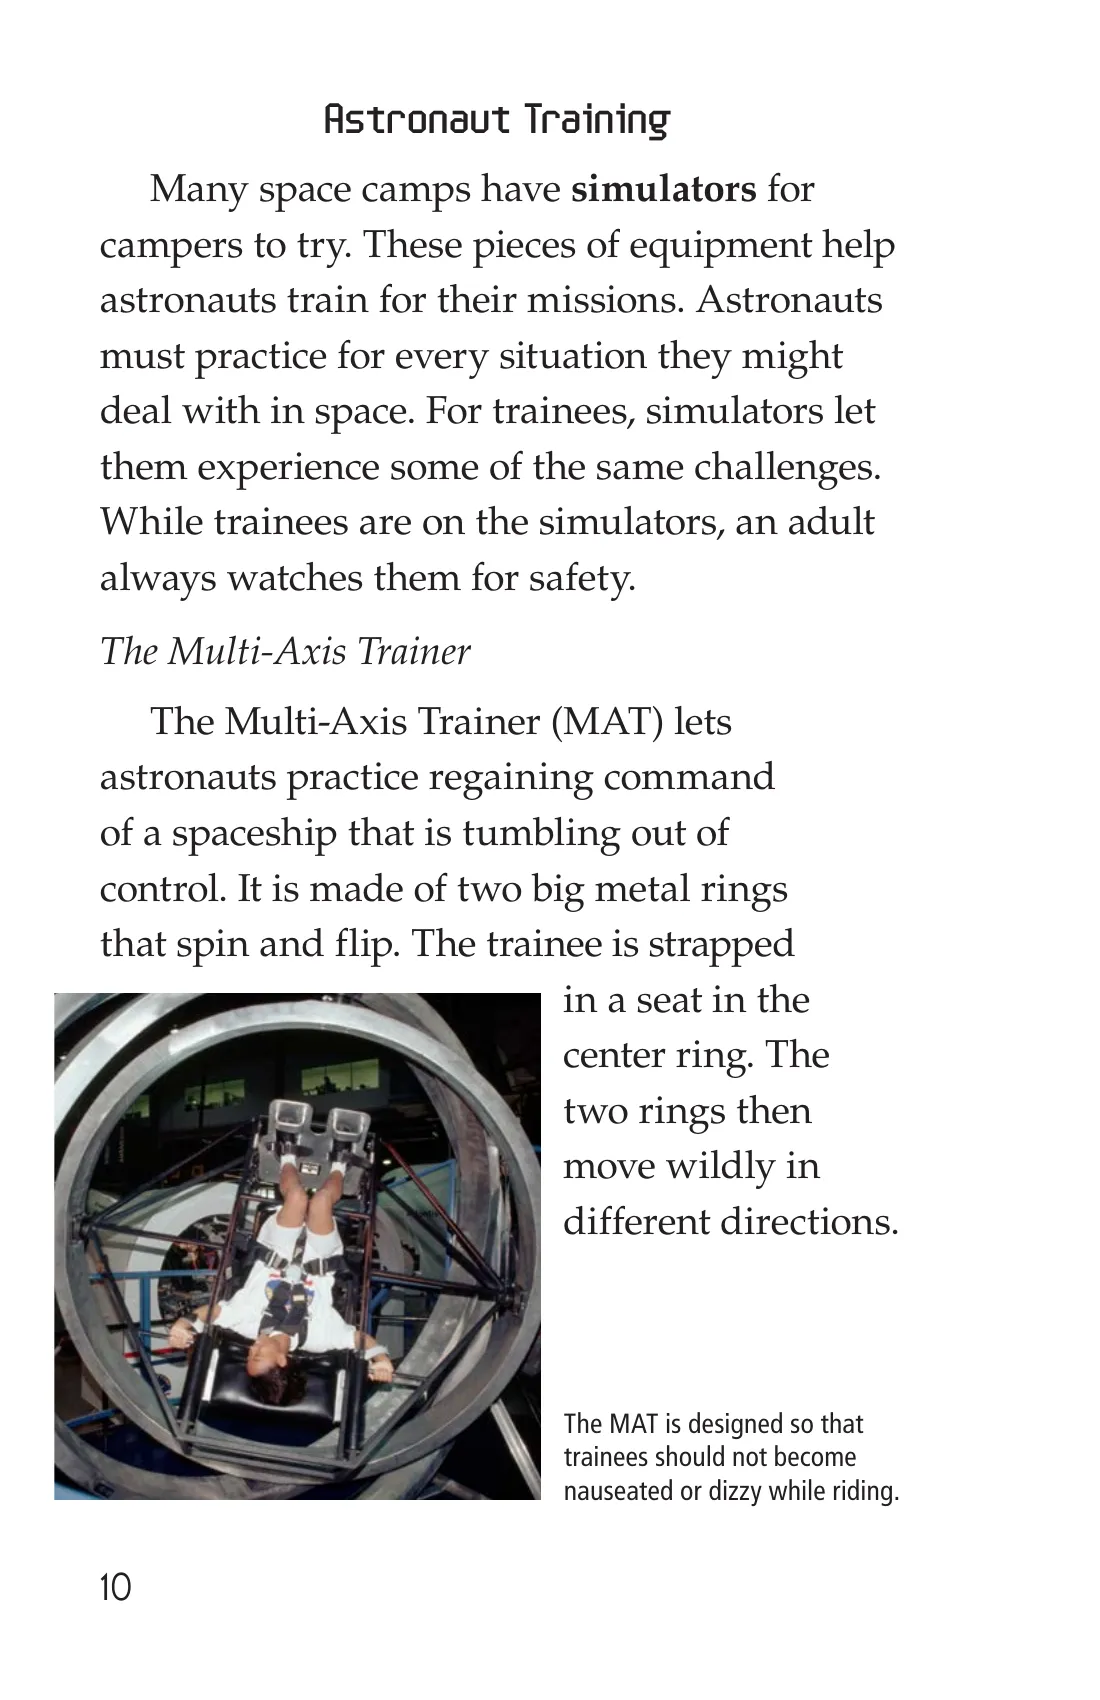 Astronaut Training
Many space camps have simulators for
campers to try. These pieces of equipment help
astronauts train for their missions. Astronauts
must practice for every situation they might
deal with in space. For trainees, simulators let
them experience some of the same challenges.
While trainees are on the simulators, an adult
always watches them for safety.
The Multi-Axis Trainer
The Multi-Axis Trainer (MAT) lets
astronauts practice regaining command
of a spaceship that is tumbling out of
control. It is made of two big metal rings
that spin and flip. The trainee is strapped
in a seat in the
center ring. The
two rings then
move wildly in
different directions.
The MAT is designed so that
trainees should not become
nauseated or dizzy while riding.
10